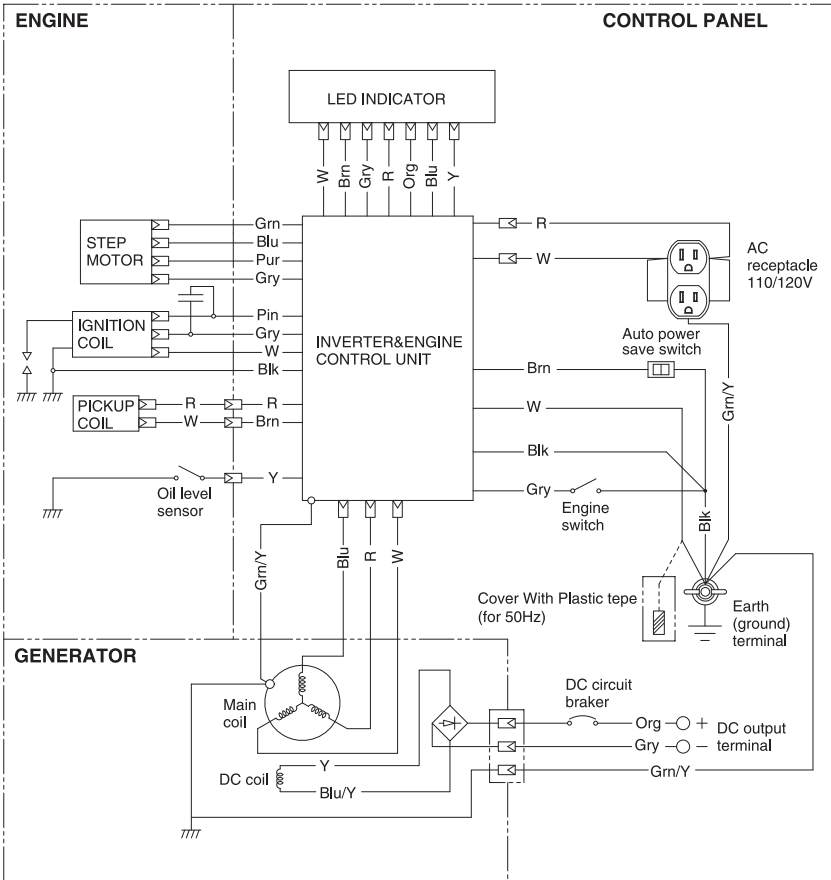 ENGINE
CONTROL PANEL
LED INDICATOR
W
Brn
Gry
R
Org
Blu
Y
STEP
MOTOR
Grn
Blu
Pur
Gry
IGNITION
COIL
Pin
Gry
W
Blk
PICKUP
COIL
R
W
R
Brn
Oil level
sensor
Y
INVERTER&ENGINE
CONTROL UNIT
R
W
AC
receptacle
110/120V
Auto power
save switch
Brn
W
Blk
Gry
Engine
switch
Grn/Y
Blk
Grn/Y
Blu
R
W
Cover With Plastic tepe
(for 50Hz)
Earth
(ground)
terminal
GENERATOR
Main
coil
DC coil
Y
Blu/Y
DC circuit
braker
Org
+
Gry
−
DC output
terminal
Grn/Y